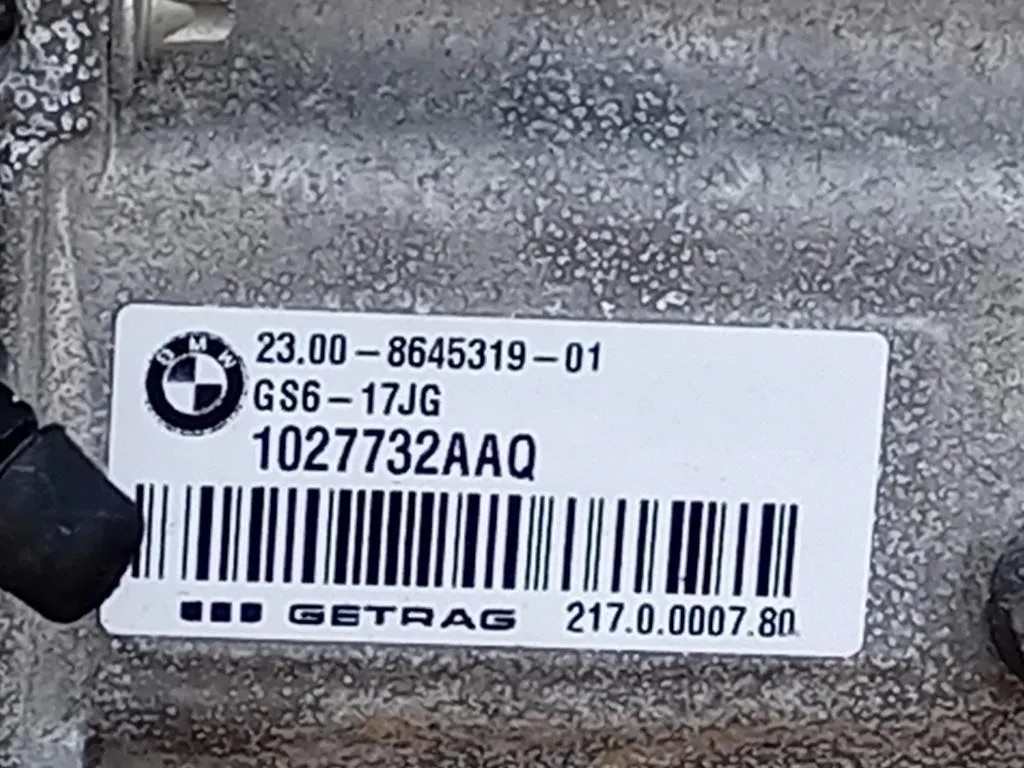 BMW
23.00-8645319-01
GS6-17JG
1027732AAQ
GETRAG 217.0.0007.80